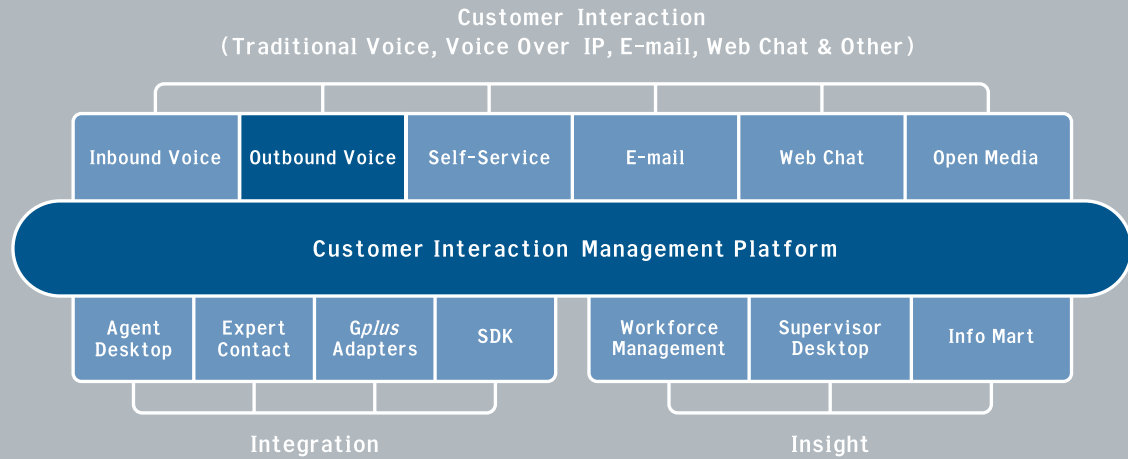 Customer Interaction
(Traditional Voice, Voice Over IP, E-mail, Web Chat & Other)
Inbound Voice
Outbound Voice
Self-Service
E-mail
Web Chat
Open Media
Customer Interaction Management Platform
Agent
Desktop
Expert
Contact
Gplus
Adapters
SDK
Workforce
Management
Supervisor
Desktop
Info Mart
Integration
Insight